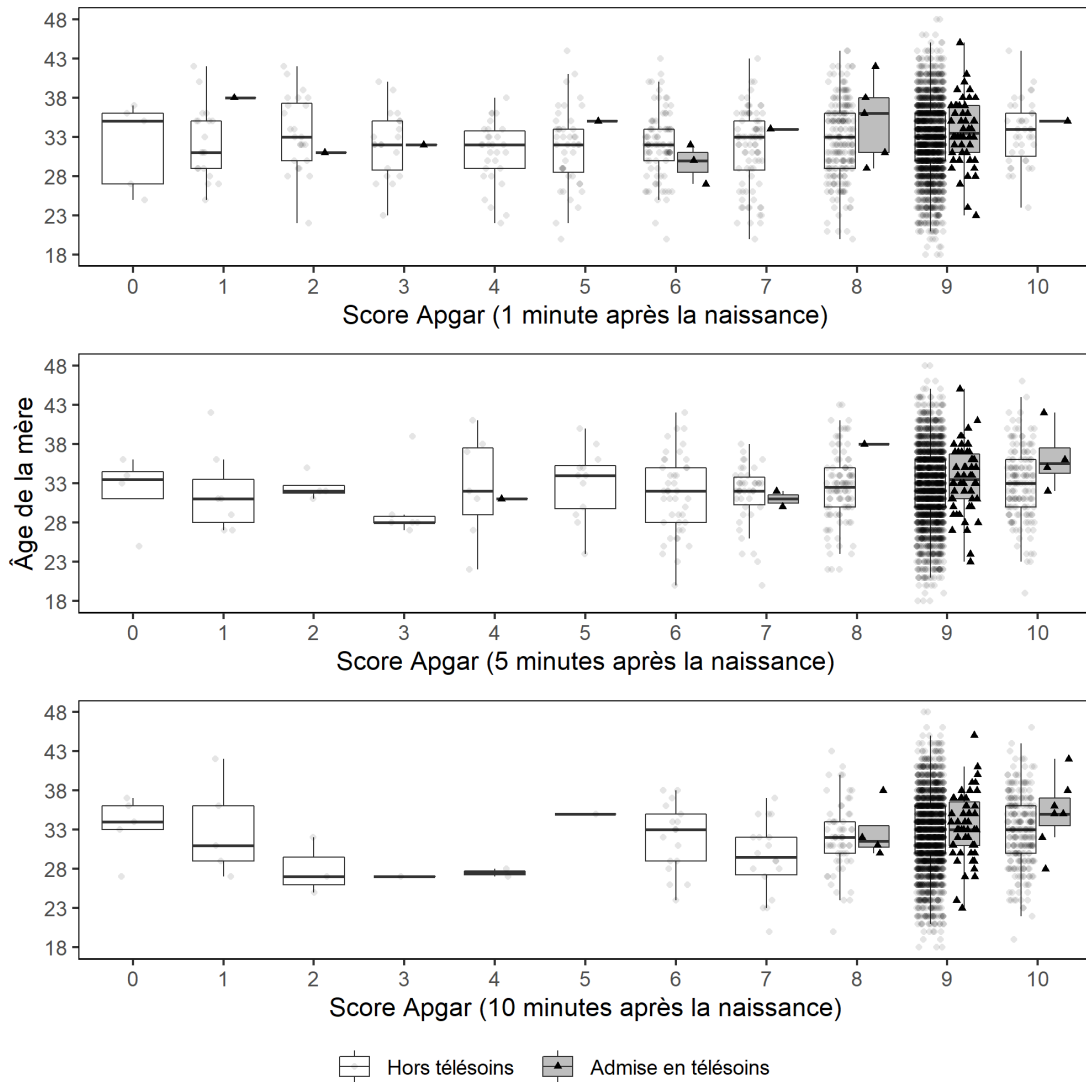 48
43
38
33
28
23
18
0 1 2 3 4 5 6 7 8 9 10
Score Apgar (1 minute après la naissance)
Âge de la mère
48
43
38
33
28
23
18
0 1 2 3 4 5 6 7 8 9 10
Score Apgar (5 minutes après la naissance)
48
43
38
33
28
23
18
0 1 2 3 4 5 6 7 8 9 10
Score Apgar (10 minutes après la naissance)
Hors télésoins Admise en télésoins